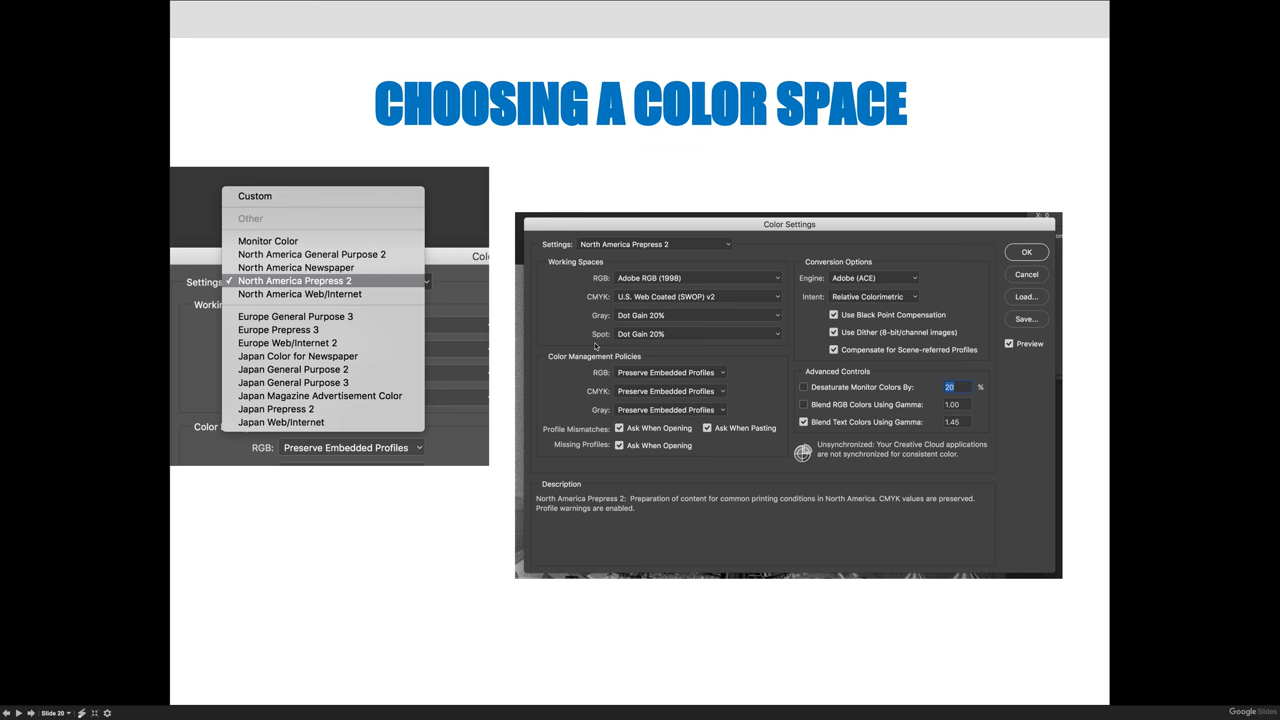 CHOOSING A COLOR SPACE
Custom
Other
Monitor Color
North America General Purpose 2
North America Newspaper
Settings: ✓ North America Prepress 2
North America Web/Internet
Europe General Purpose 3
Europe Prepress 3
Europe Web/Internet 2
Japan Color for Newspaper
Japan General Purpose 2
Japan General Purpose 3
Japan Magazine Advertisement Color
Japan Prepress 2
Japan Web/Internet
RGB: Preserve Embedded Profiles
Color Settings
Settings: North America Prepress 2
Working Spaces
RGB: Adobe RGB (1998)
CMYK: U.S. Web Coated (SWOP) v2
Gray: Dot Gain 20%
Spot: Dot Gain 20%
Color Management Policies
RGB: Preserve Embedded Profiles
CMYK: Preserve Embedded Profiles
Gray: Preserve Embedded Profiles
Profile Mismatches: Ask When Opening Ask When Pasting
Missing Profiles: Ask When Opening
Conversion Options
Engine: Adobe (ACE)
Intent: Relative Colorimetric
Use Black Point Compensation
Use Dither (8-bit/channel images)
Compensate for Scene-referred Profiles
Advanced Controls
Desaturate Monitor Colors By: 20 %
Blend RGB Colors Using Gamma: 1.00
Blend Text Colors Using Gamma: 1.45
Unsynchronized: Your Creative Cloud applications
are not synchronized for consistent color.
OK
Cancel
Load...
Save...
Preview
Description
North America Prepress 2: Preparation of content for common printing conditions in North America. CMYK values are preserved.
Profile warnings are enabled.
Slide 20
Google Slides